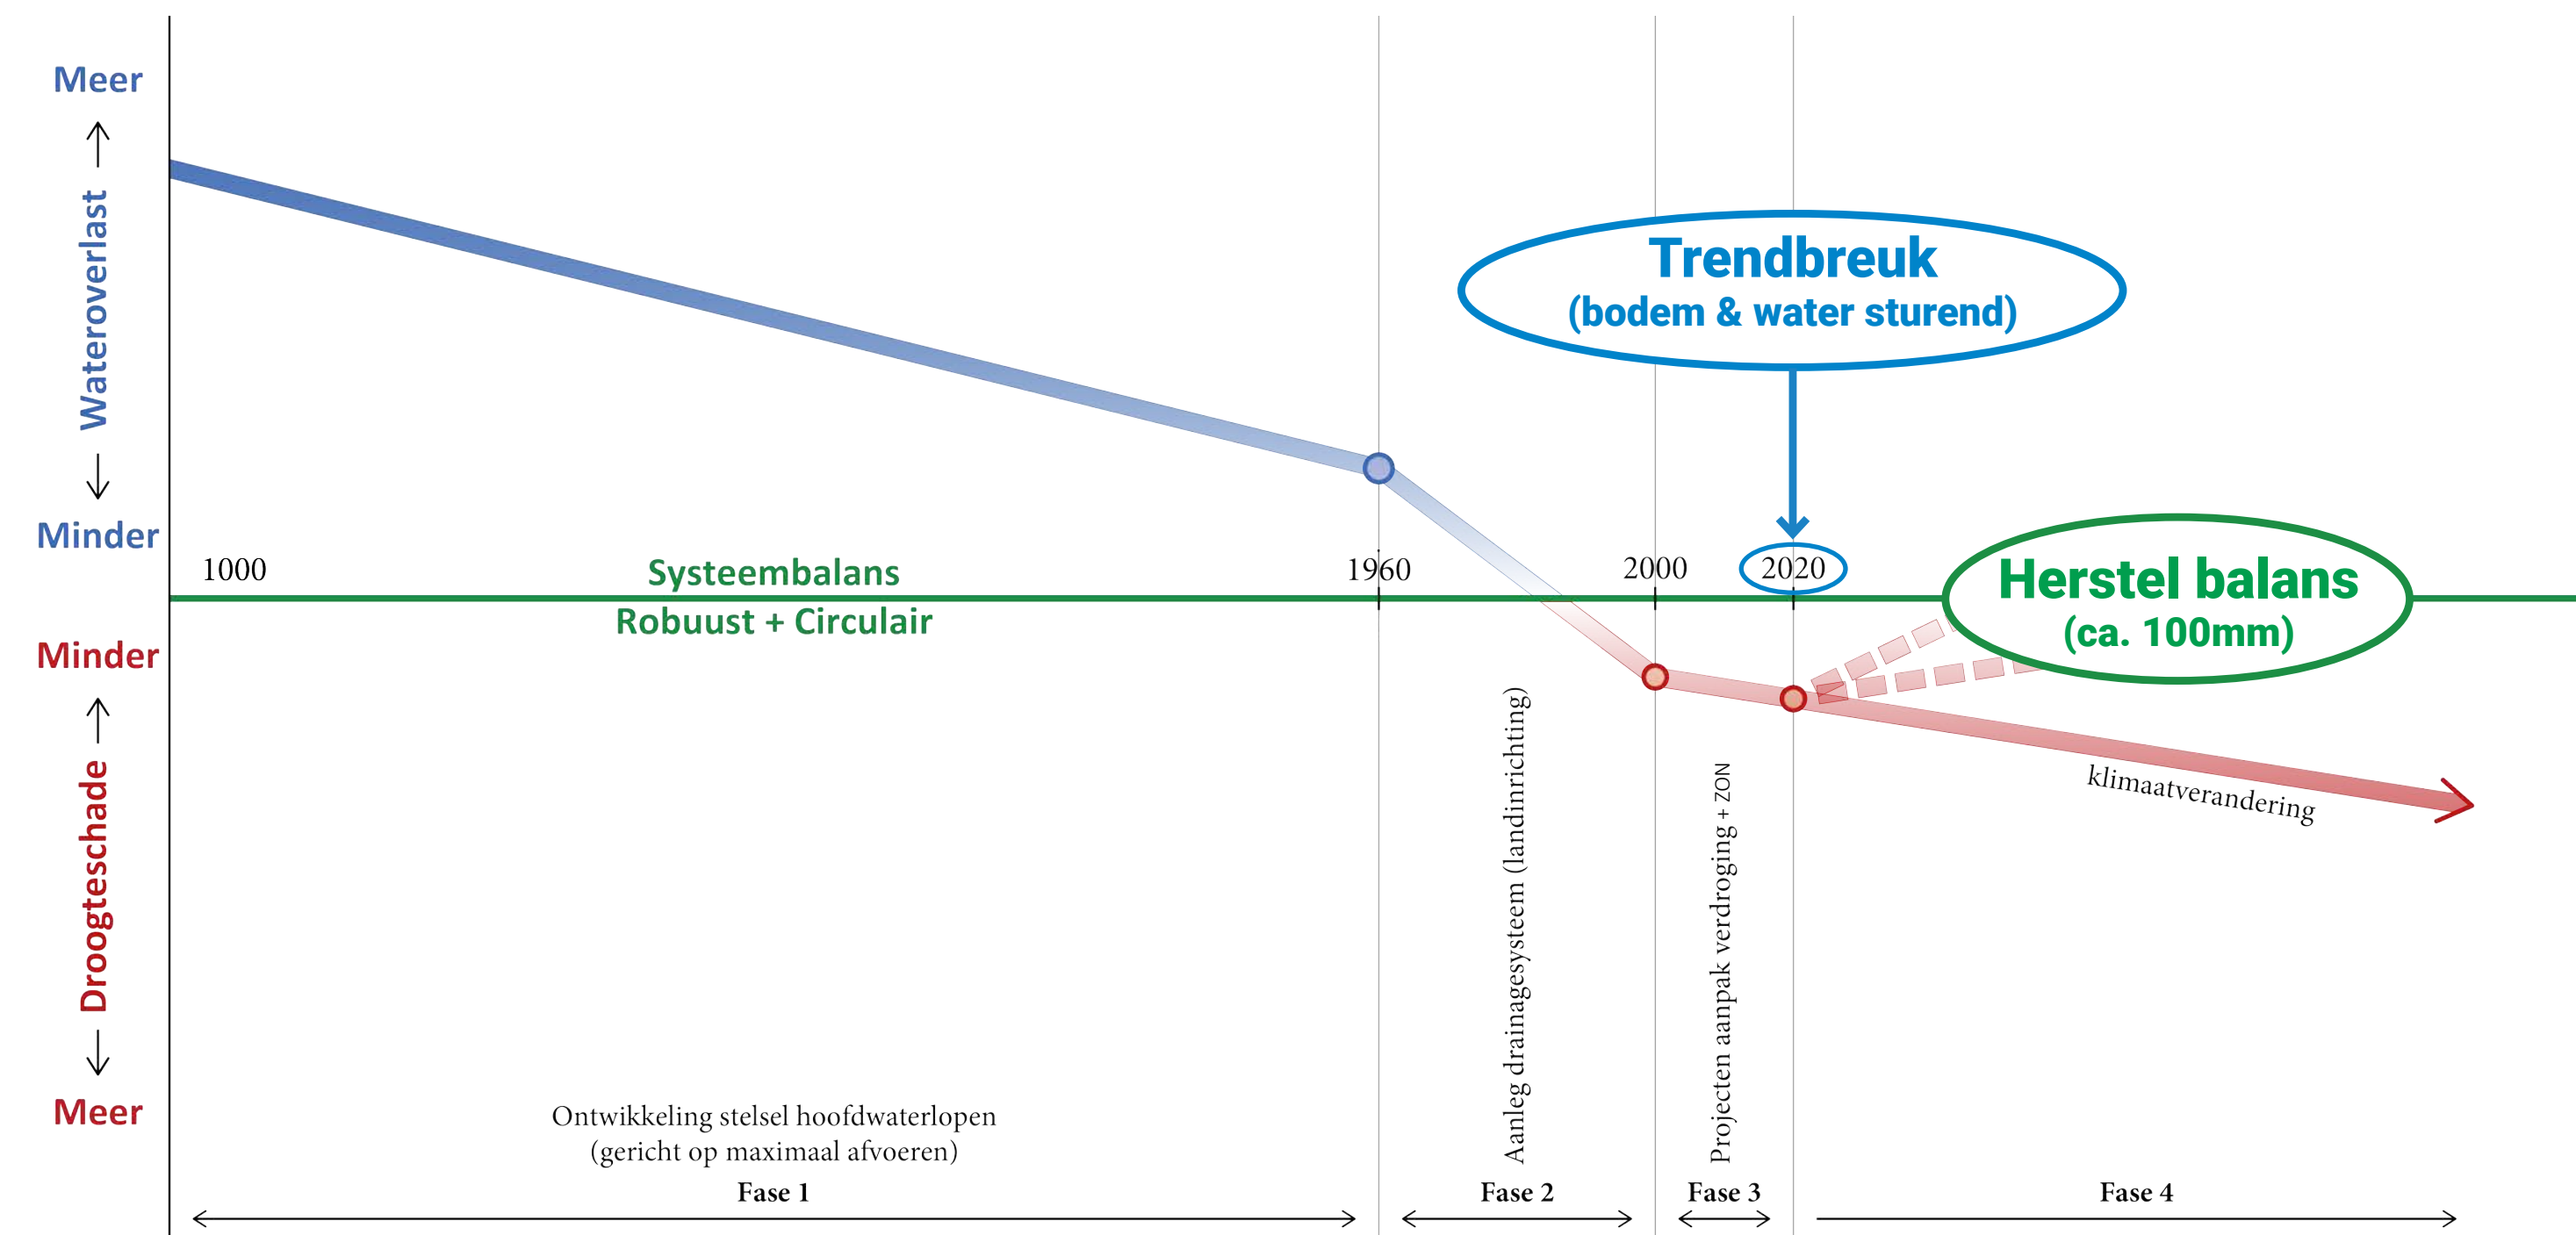 Meer
Wateroverlast
Minder
Trendbreuk
(bodem & water sturend)
1000
Systeembalans
1960
2000
2020
Herstel balans
(ca. 100mm)
Robuust + Circulair
Minder
Droogteschade
Meer
klimaatverandering
Ontwikkeling stelsel hoofdwaterlopen
(gericht op maximaal afvoeren)
Aanleg drainagesysteem (landinrichting)
Projecten aanpak verdroging + ZON
Fase 1
Fase 2
Fase 3
Fase 4